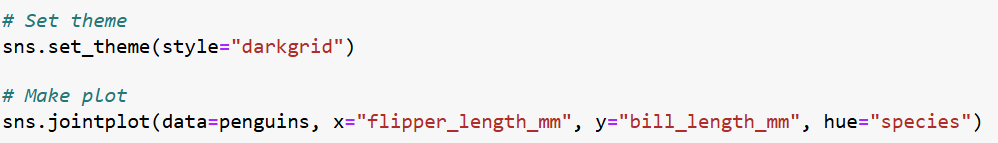 # Set theme
sns.set_theme(style="darkgrid")
# Make plot
sns.jointplot(data=penguins, x="flipper_length_mm", y="bill_length_mm", hue="species")